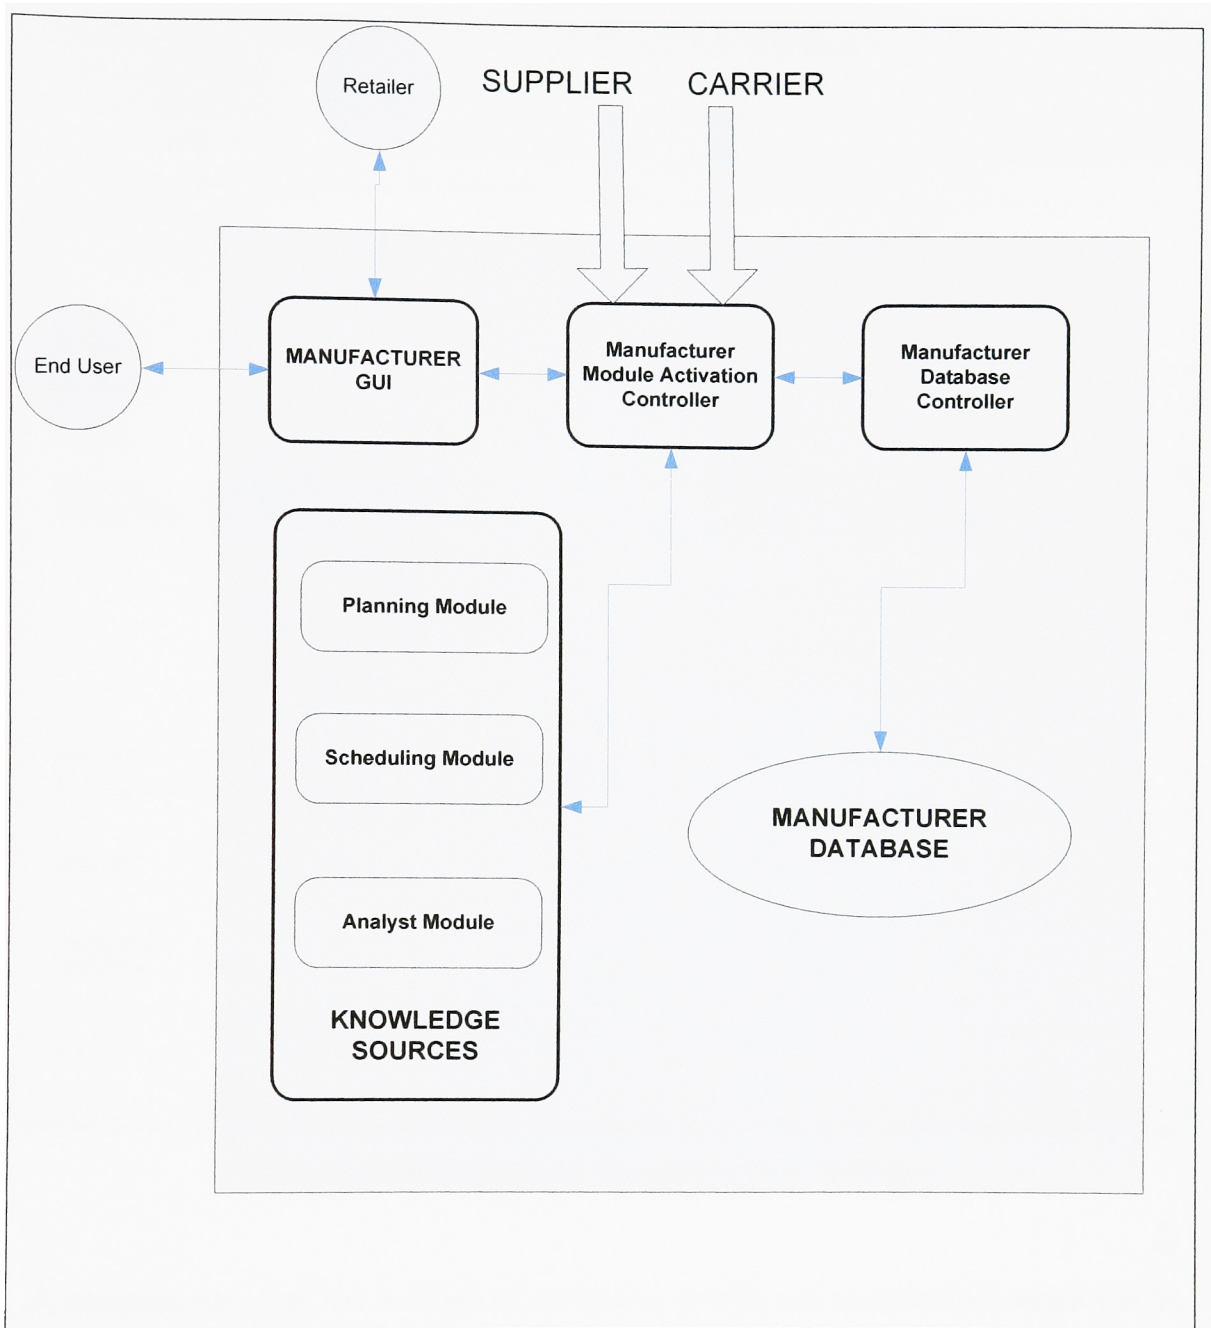 Retailer
SUPPLIER
CARRIER
End User
MANUFACTURER
GUI
Manufacturer
Module Activation
Controller
Manufacturer
Database
Controller
Planning Module
Scheduling Module
Analyst Module
KNOWLEDGE
SOURCES
MANUFACTURER
DATABASE